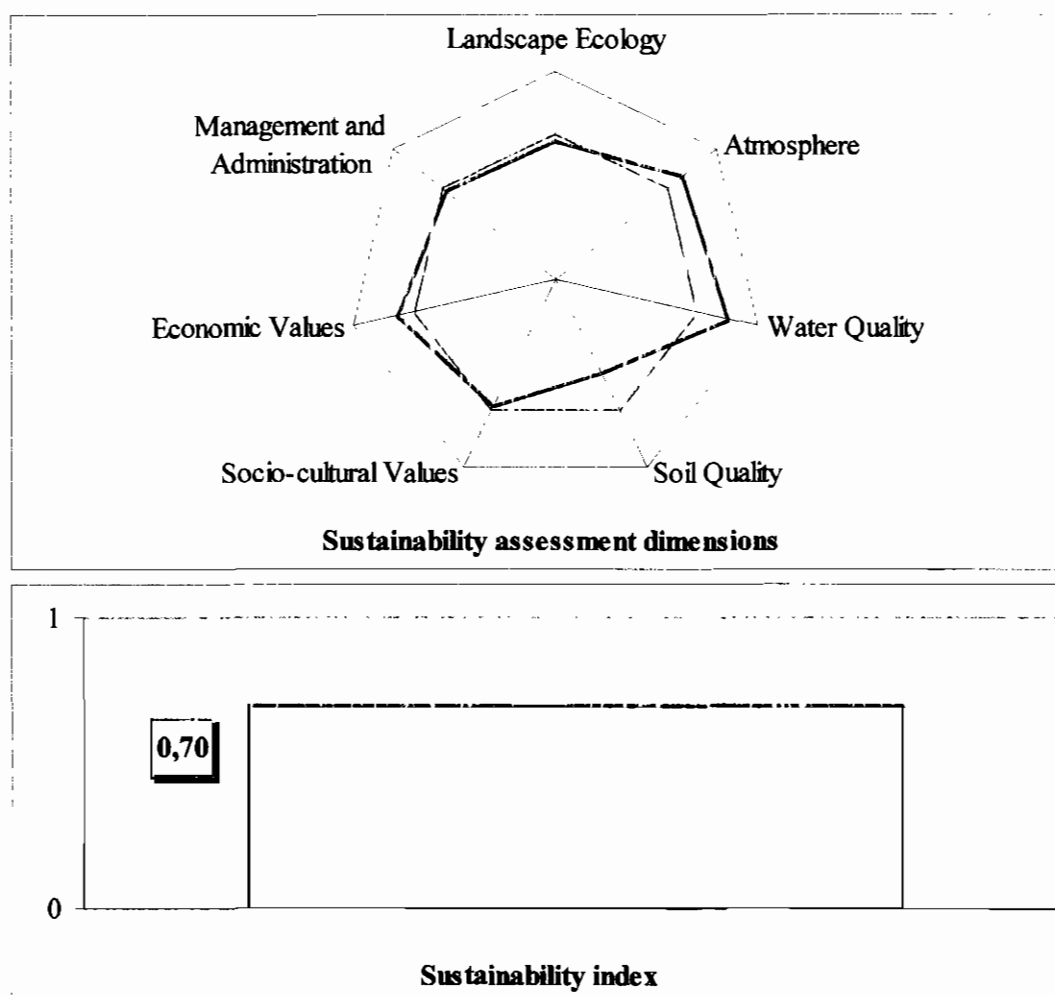 Landscape Ecology
Management and
Administration
Atmosphere
Economic Values
Water Quality
Socio-cultural Values
Soil Quality
Sustainability assessment dimensions
1
0,70
0
Sustainability index